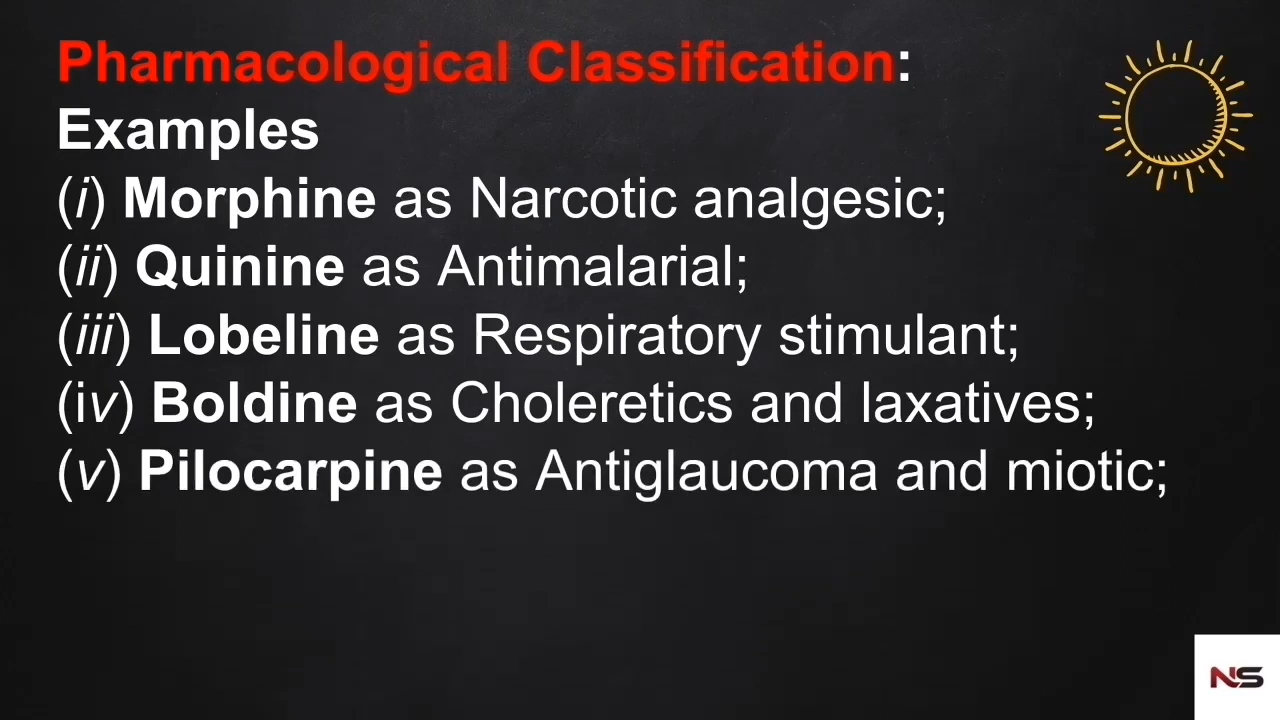 Pharmacological Classification:
Examples
(i) Morphine as Narcotic analgesic;
(ii) Quinine as Antimalarial;
(iii) Lobeline as Respiratory stimulant;
(iv) Boldine as Choleretics and laxatives;
(v) Pilocarpine as Antiglaucoma and miotic;
NS